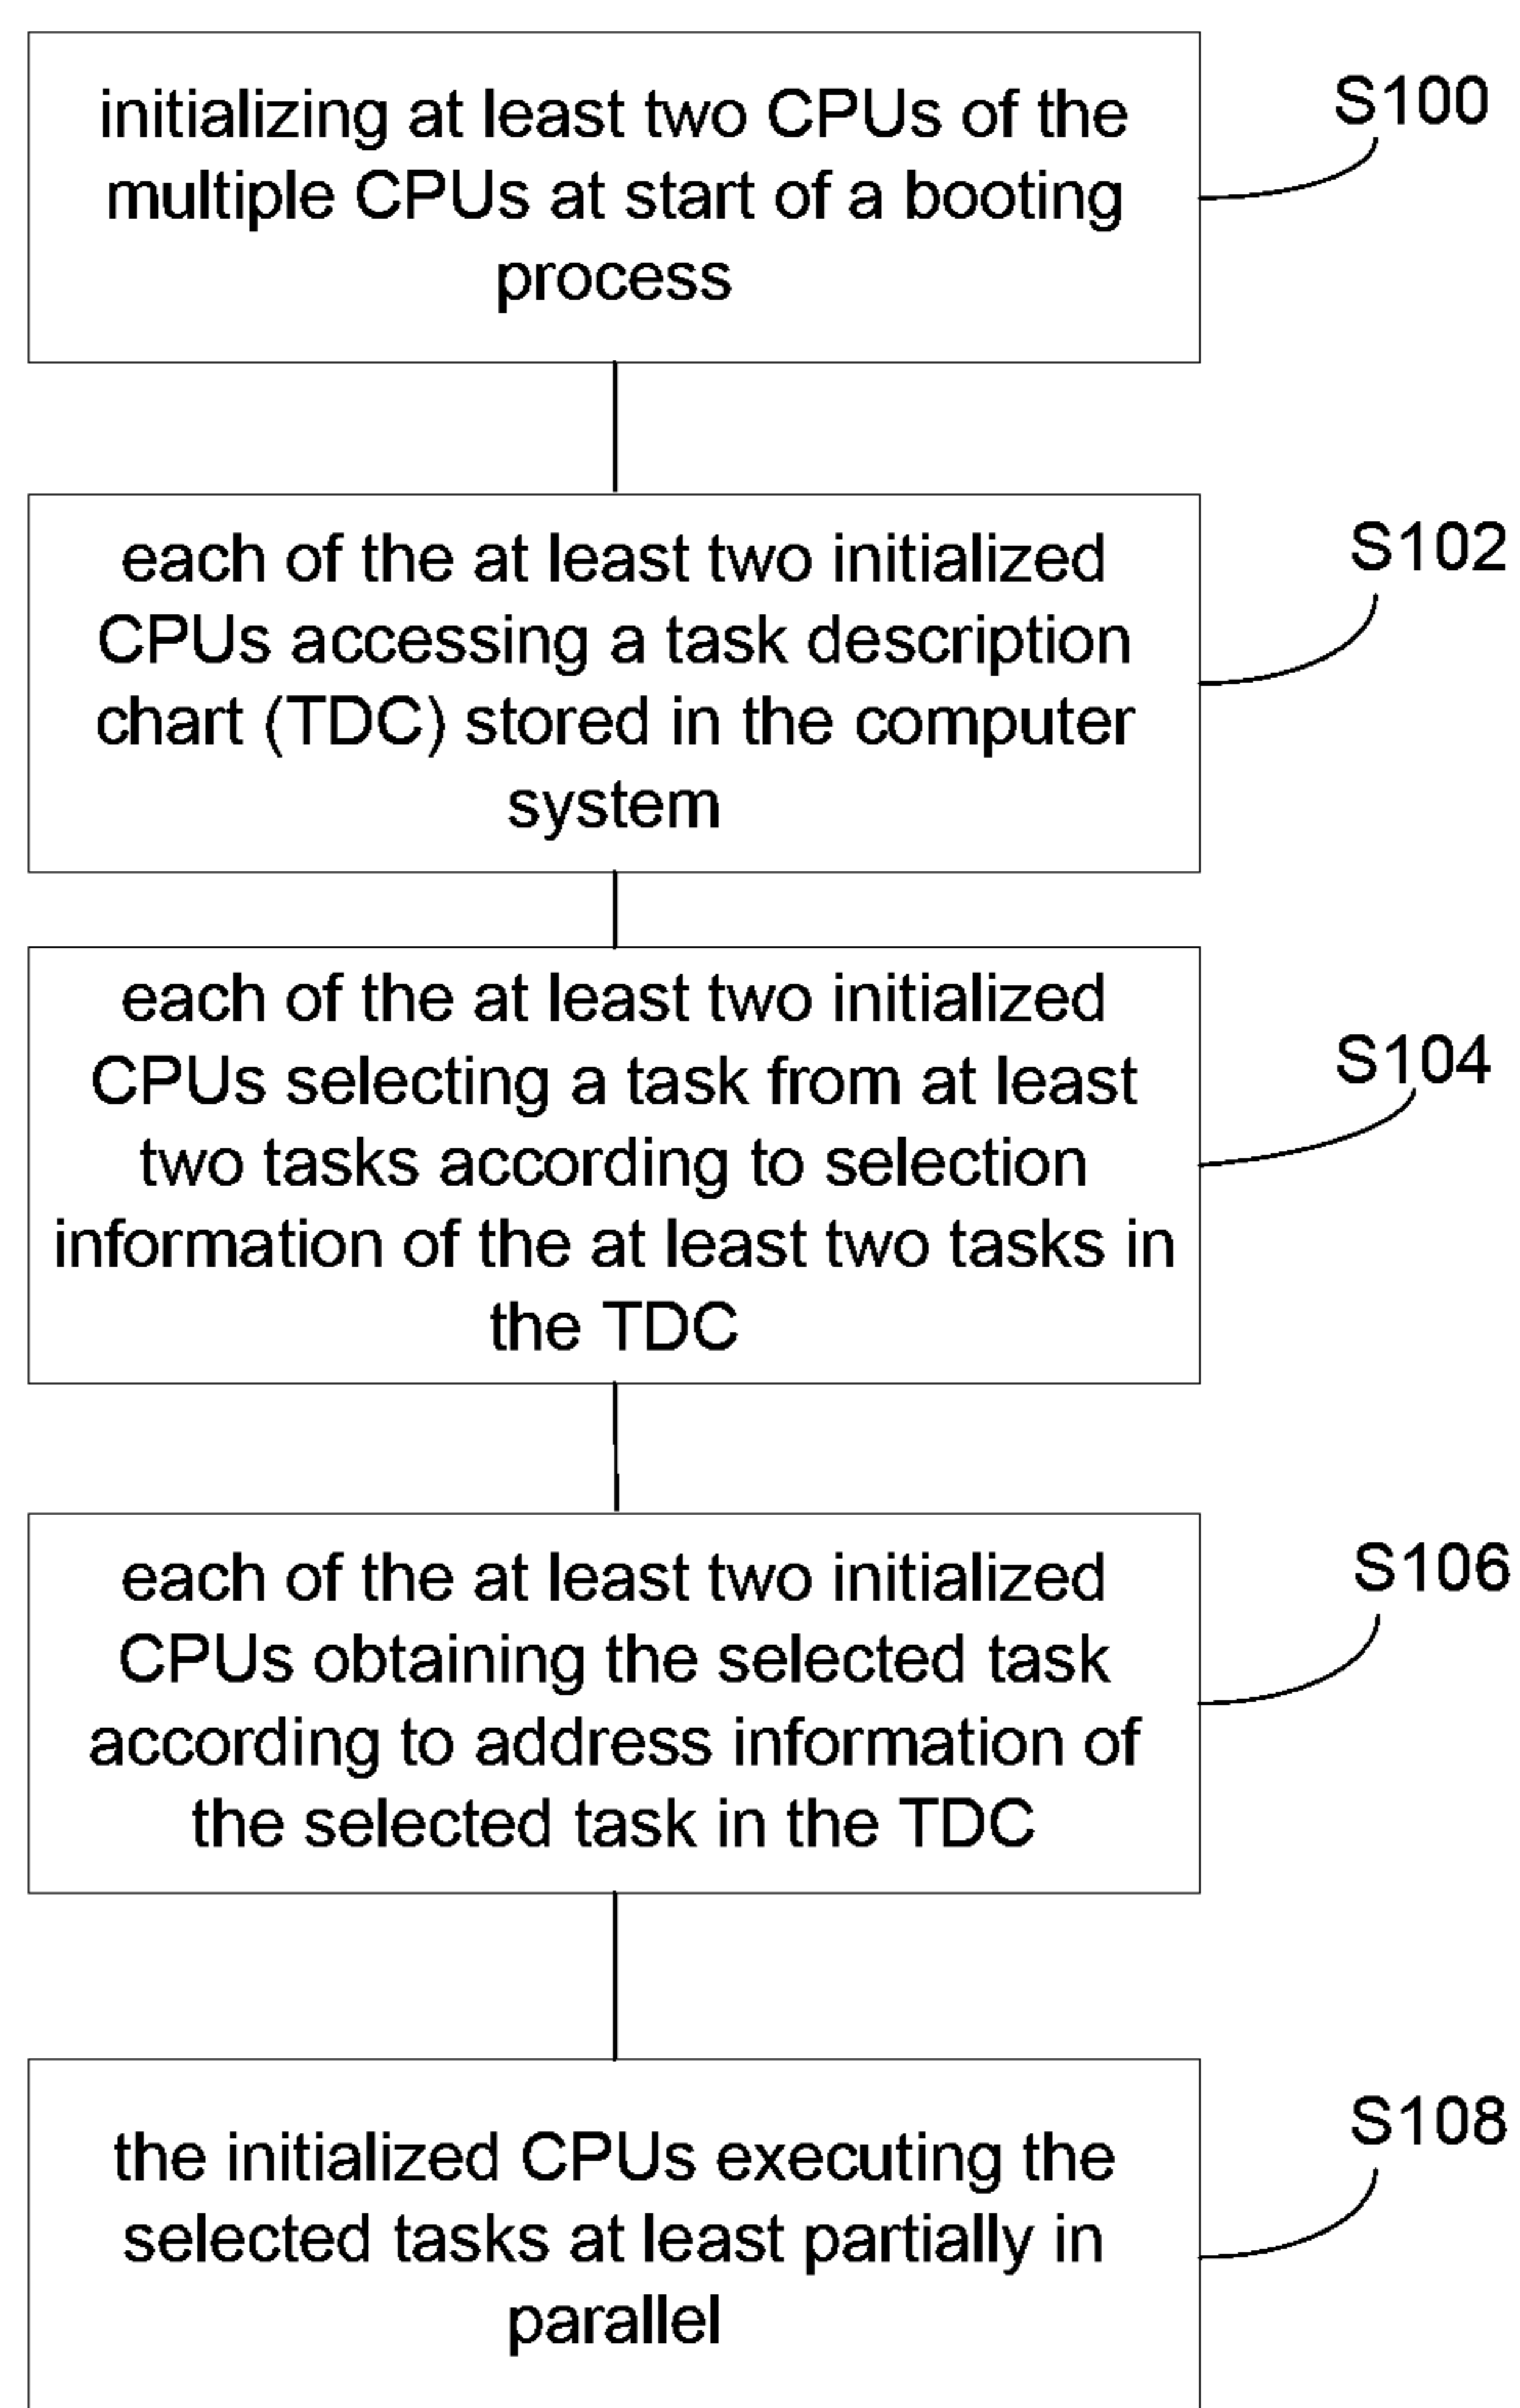 initializing at least two CPUs of the
multiple CPUs at start of a booting
process
S100
each of the at least two initialized
CPUs accessing a task description
chart (TDC) stored in the computer
system
S102
each of the at least two initialized
CPUs selecting a task from at least
two tasks according to selection
information of the at least two tasks in
the TDC
S104
each of the at least two initialized
CPUs obtaining the selected task
according to address information of
the selected task in the TDC
S106
the initialized CPUs executing the
selected tasks at least partially in
parallel
S108